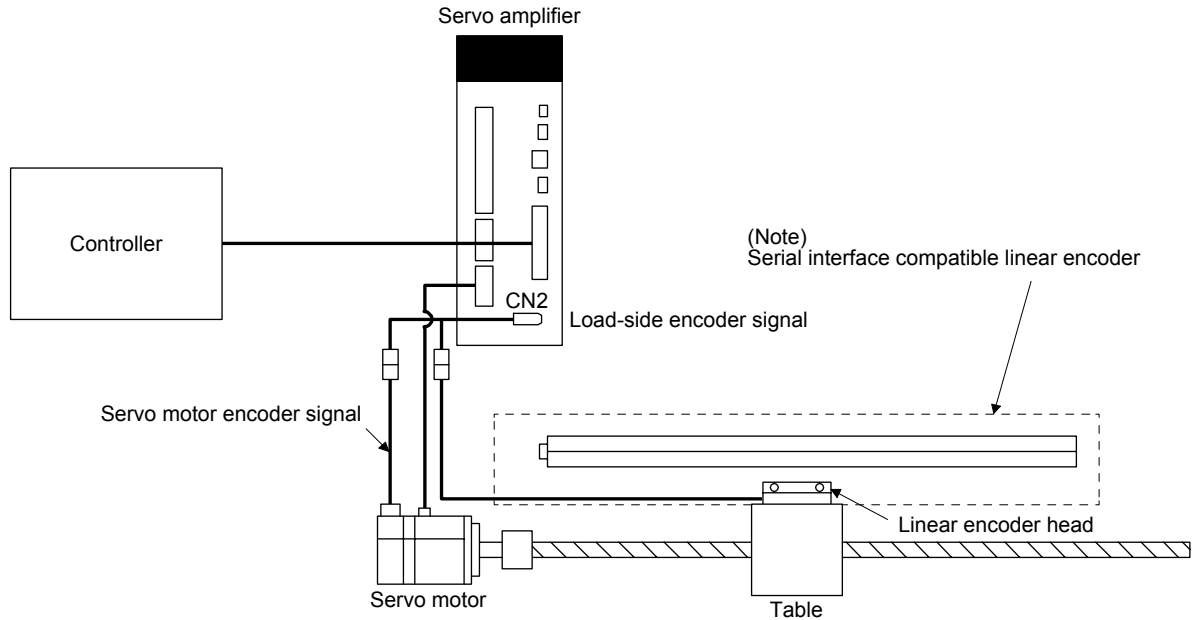 Servo amplifier
Controller
(Note)
Serial interface compatible linear encoder
CN2
Load-side encoder signal
Servo motor encoder signal
Linear encoder head
Servo motor
Table